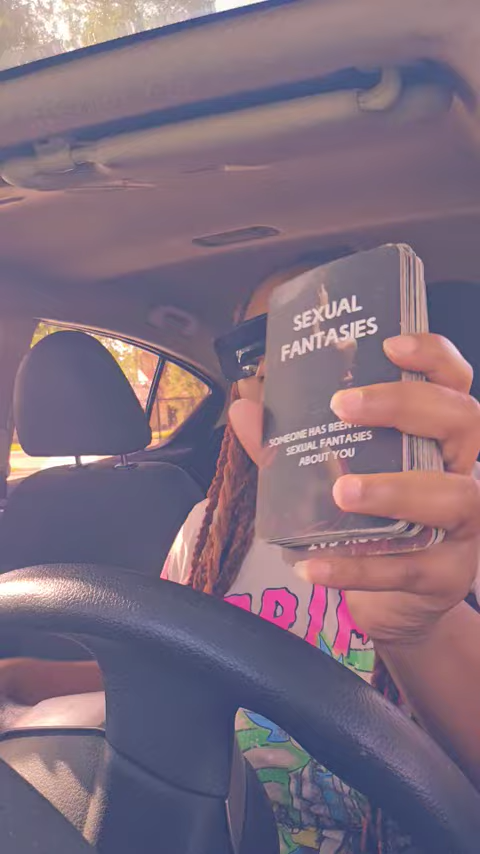 SEXUAL
FANTASIES
SOMEONE HAS BEEN
SEXUAL FANTASIES
ABOUT YOU